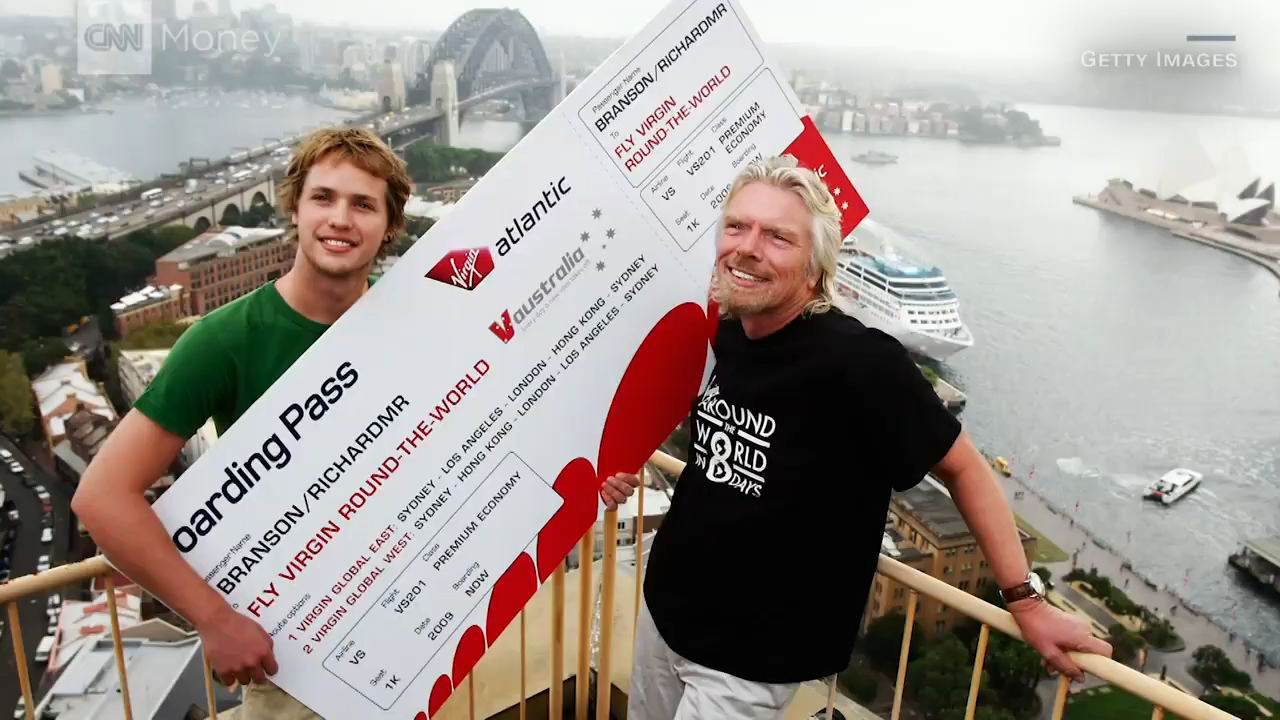 CNN Money
GETTY IMAGES
Passenger Name
BRANSON/RICHARDMR
To
FLY VIRGIN
ROUND-THE-WORLD
Airline
Flight
Class
VS
VS201
PREMIUM
ECONOMY
Seat
Date
Boarding
1K
Virgin atlantic
V australia
oarding Pass
BRANSON/RICHARDMR
FLY VIRGIN ROUND-THE-WORLD
1 VIRGIN GLOBAL EAST: SYDNEY - LOS ANGELES - LONDON - HONG KONG - SYDNEY
2 VIRGIN GLOBAL WEST: SYDNEY - HONG KONG - LONDON - LOS ANGELES - SYDNEY
Airline
Flight
Class
VS
VS201
PREMIUM ECONOMY
Seat
Date
Boarding
1K
2009
NOW
AROUND
THE
W8RLD
IN 8 DAYS